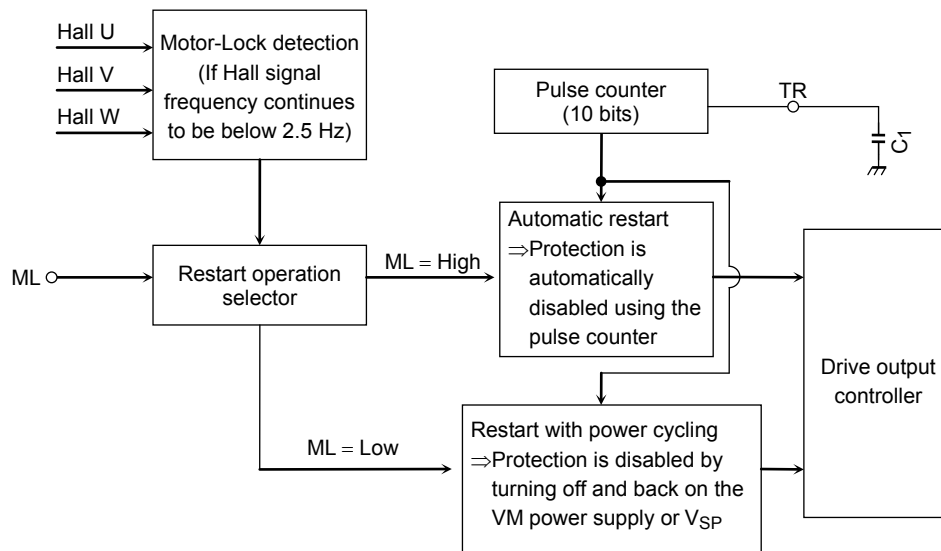 Hall U
Hall V
Hall W
Motor-Lock detection
(If Hall signal
frequency continues
to be below 2.5 Hz)
Pulse counter
(10 bits)
TR
C1
ML
Restart operation
selector
ML = High
Automatic restart
⇒Protection is
automatically
disabled using the
pulse counter
Drive output
controller
ML = Low
Restart with power cycling
⇒Protection is disabled by
turning off and back on the
VM power supply or VSP